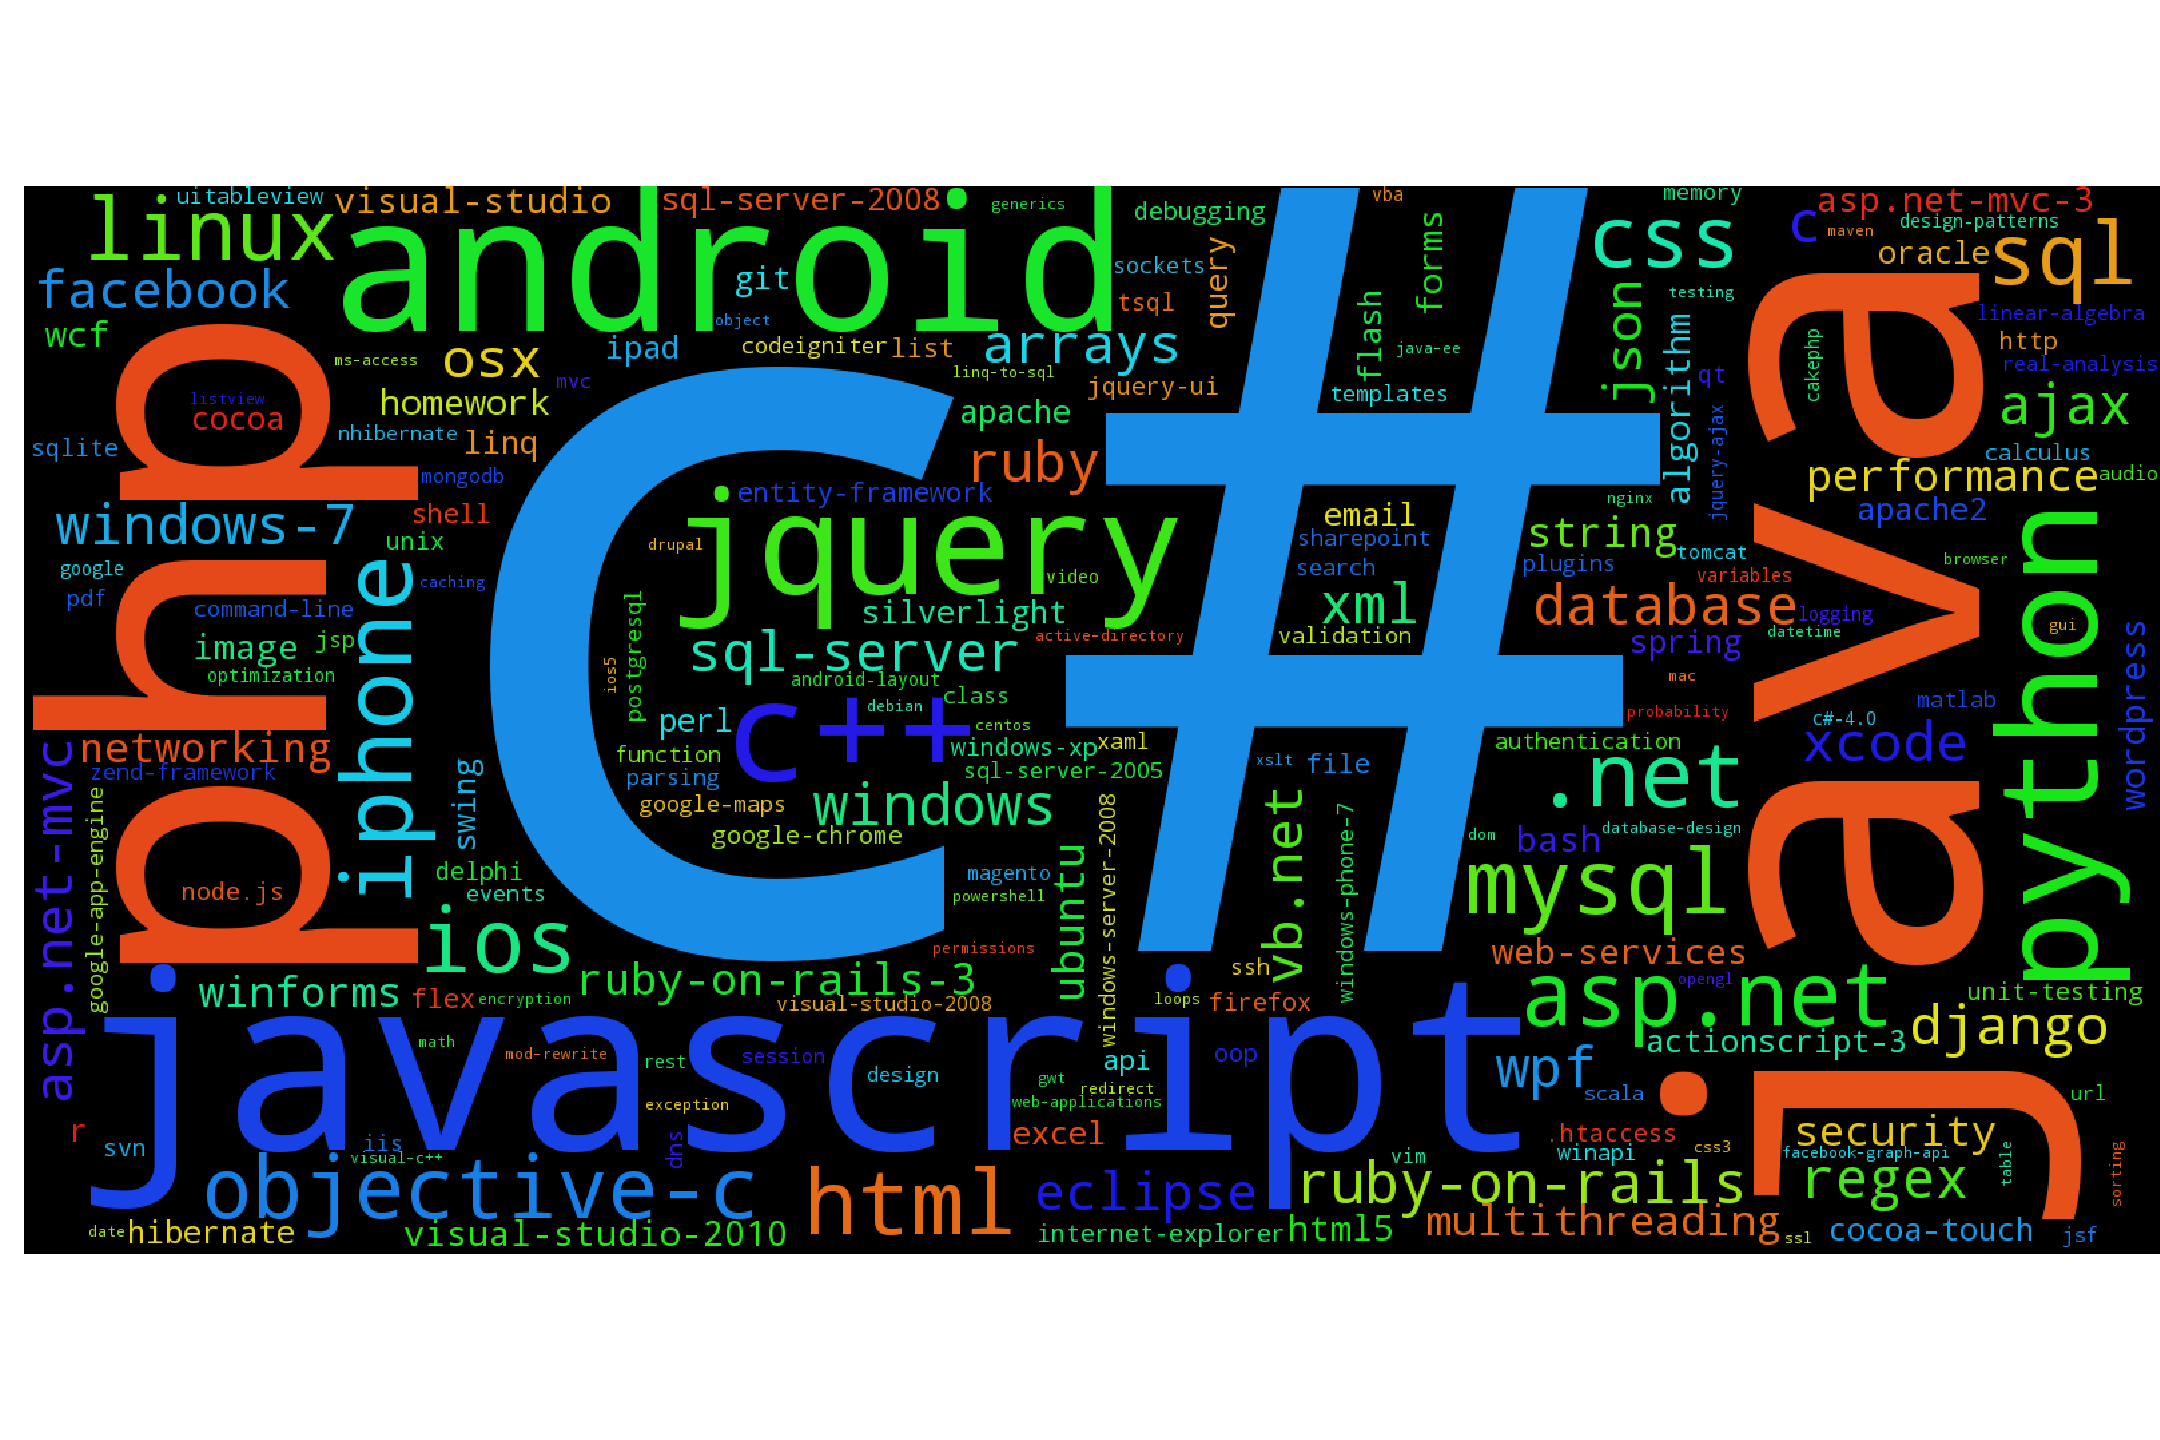 uitableview
visual-studio
sql-server-2008
generics
debugging
vba
memory
asp.net-mvc-3
linux
android
css
c
maven
design-patterns
facebook
git
sockets
query
forms
oracle
sql
wcf
object
tsql
flash
json
testing
linear-algebra
ms-access
osx
ipad
codeigniter
list
arrays
java-ee
algorithm
cakephp
http
real-analysis
listview
cocoa
homework
mvc
linq-to-sql
jquery-ui
templates
qt
ajax
sqlite
nhibernate
linq
apache
jquery-ajax
calculus
php
mongodb
C#
ruby
java
performance
audio
windows-7
shell
entity-framework
email
nginx
apache2
unix
drupal
jquery
sharepoint
string
tomcat
browser
google
pdf
caching
video
search
plugins
variables
python
command-line
iphone
silverlight
xml
database
logging
image
jsp
postgresql
sql-server
active-directory
validation
spring
datetime
gui
optimization
ios5
android-layout
class
mac
wordpress
perl
c++
debian
centos
probability
c#-4.0
matlab
networking
function
windows-xp
xaml
authentication
xcode
zend-framework
parsing
sql-server-2005
xslt
file
.net
asp.net-mvc
google-app-engine
swing
google-maps
windows
google-chrome
windows-server-2008
vb.net
windows-phone-7
dom
bash
database-design
node.js
delphi
events
magento
powershell
ubuntu
mysql
ios
permissions
web-services
winforms
flex
encryption
ruby-on-rails-3
visual-studio-2008
loops
ssh
firefox
asp.net
opengl
unit-testing
javascript
math
mod-rewrite
rest
session
design
api
oop
actionscript-3
django
gwt
redirect
web-applications
wpf
scala
url
exception
r
svn
iis
visual-c++
dns
excel
.htaccess
winapi
css3
security
facebook-graph-api
table
sorting
vim
objective-c
html
eclipse
ruby-on-rails
regex
date
hibernate
visual-studio-2010
internet-explorer
html5
multithreading
ssl
cocoa-touch
jsf